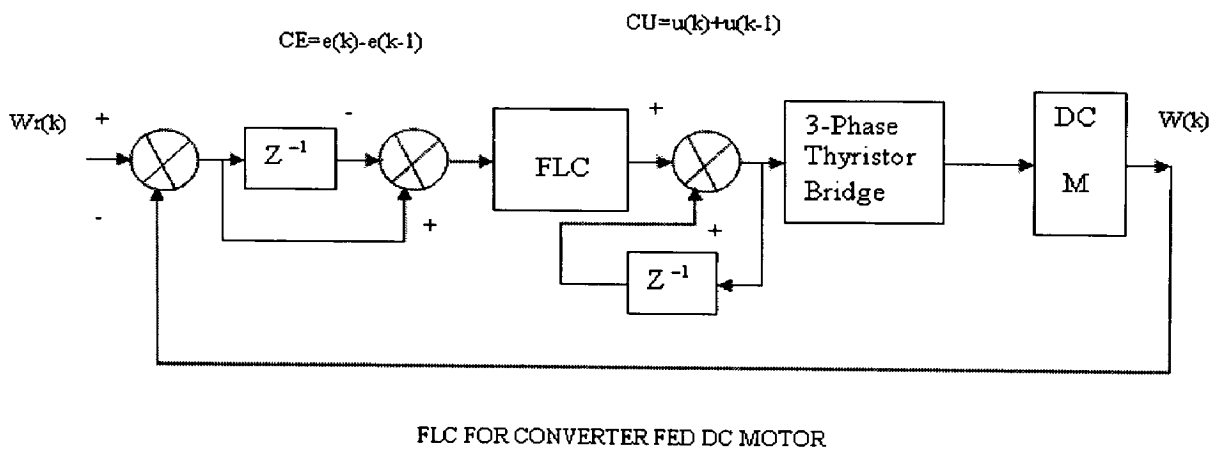 CU=u(k)+u(k-1)
CE=e(k)-e(k-1)
Wr(k)
+
-
Z⁻¹
-
+
FLC
+
+
Z⁻¹
3-Phase
Thyristor
Bridge
DC
M
W(k)
FLC FOR CONVERTER FED DC MOTOR